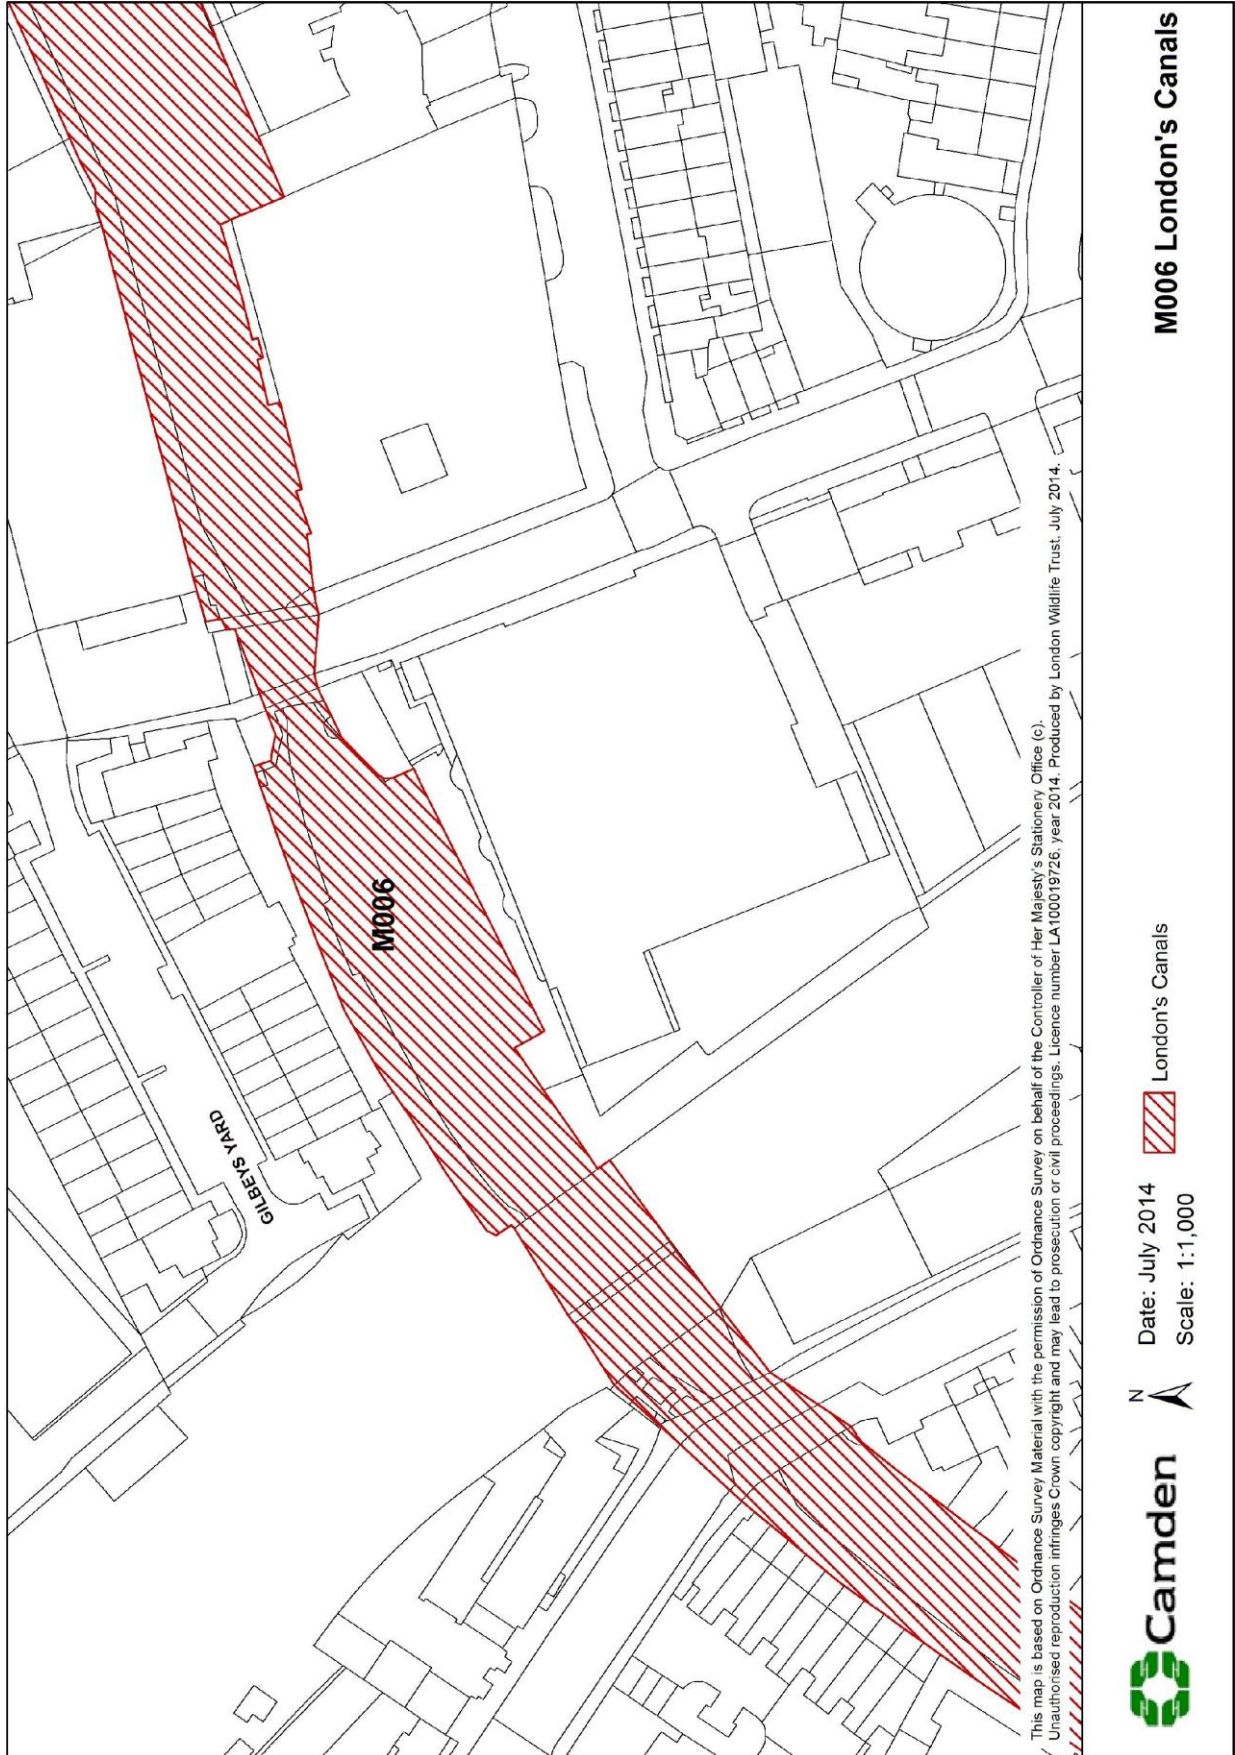 GILBEYS YARD
M006
This map is based on Ordnance Survey Material with the permission of Ordnance Survey on behalf of the Controller of Her Majesty's Stationery Office (c).
Unauthorised reproduction infringes Crown copyright and may lead to prosecution or civil proceedings. Licence number LA100019726, year 2014. Produced by London Wildlife Trust, July 2014.
Camden
N
Date: July 2014
Scale: 1:1,000
London's Canals
M006 London's Canals